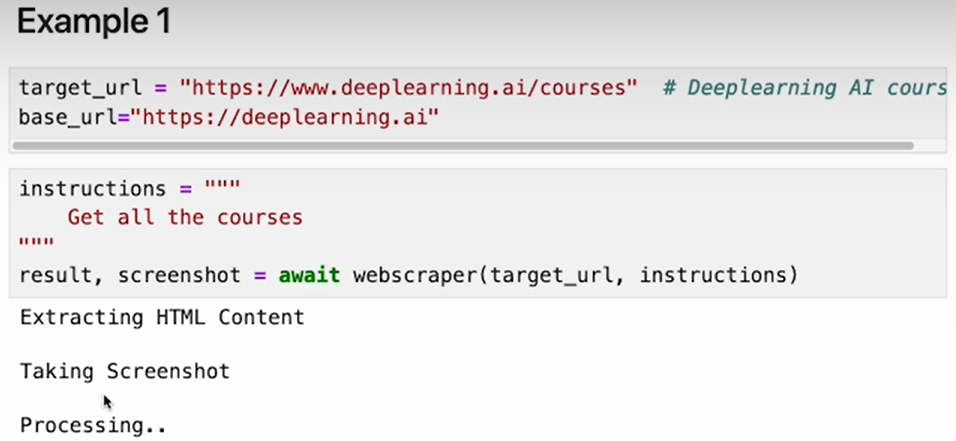 Example 1
target_url = "https://www.deeplearning.ai/courses"  # Deeplearning AI cours
base_url="https://deeplearning.ai"
instructions = """
    Get all the courses
"""
result, screenshot = await webscraper(target_url, instructions)
Extracting HTML Content
Taking Screenshot
Processing..